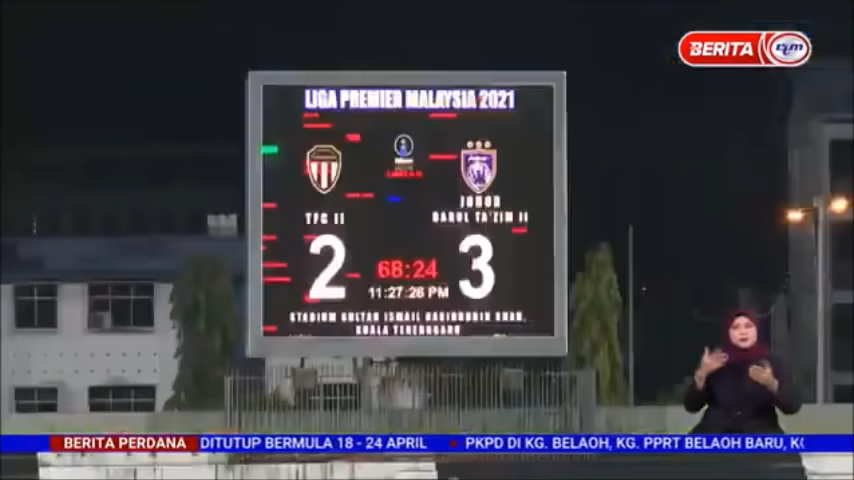 BERITA RTM
LIGA PREMIER MALAYSIA 2021
TFC II
JOHOR
DARUL TA'ZIM II
2
3
68:24
11:27:26 PM
STADIUM SULTAN ISMAIL NASIRUDDIN SHAH,
KUALA TERENGGANU
BERITA PERDANA DITUTUP BERMULA 18 - 24 APRIL PKPD DI KG. BELAOH, KG. PPRT BELAOH BARU,